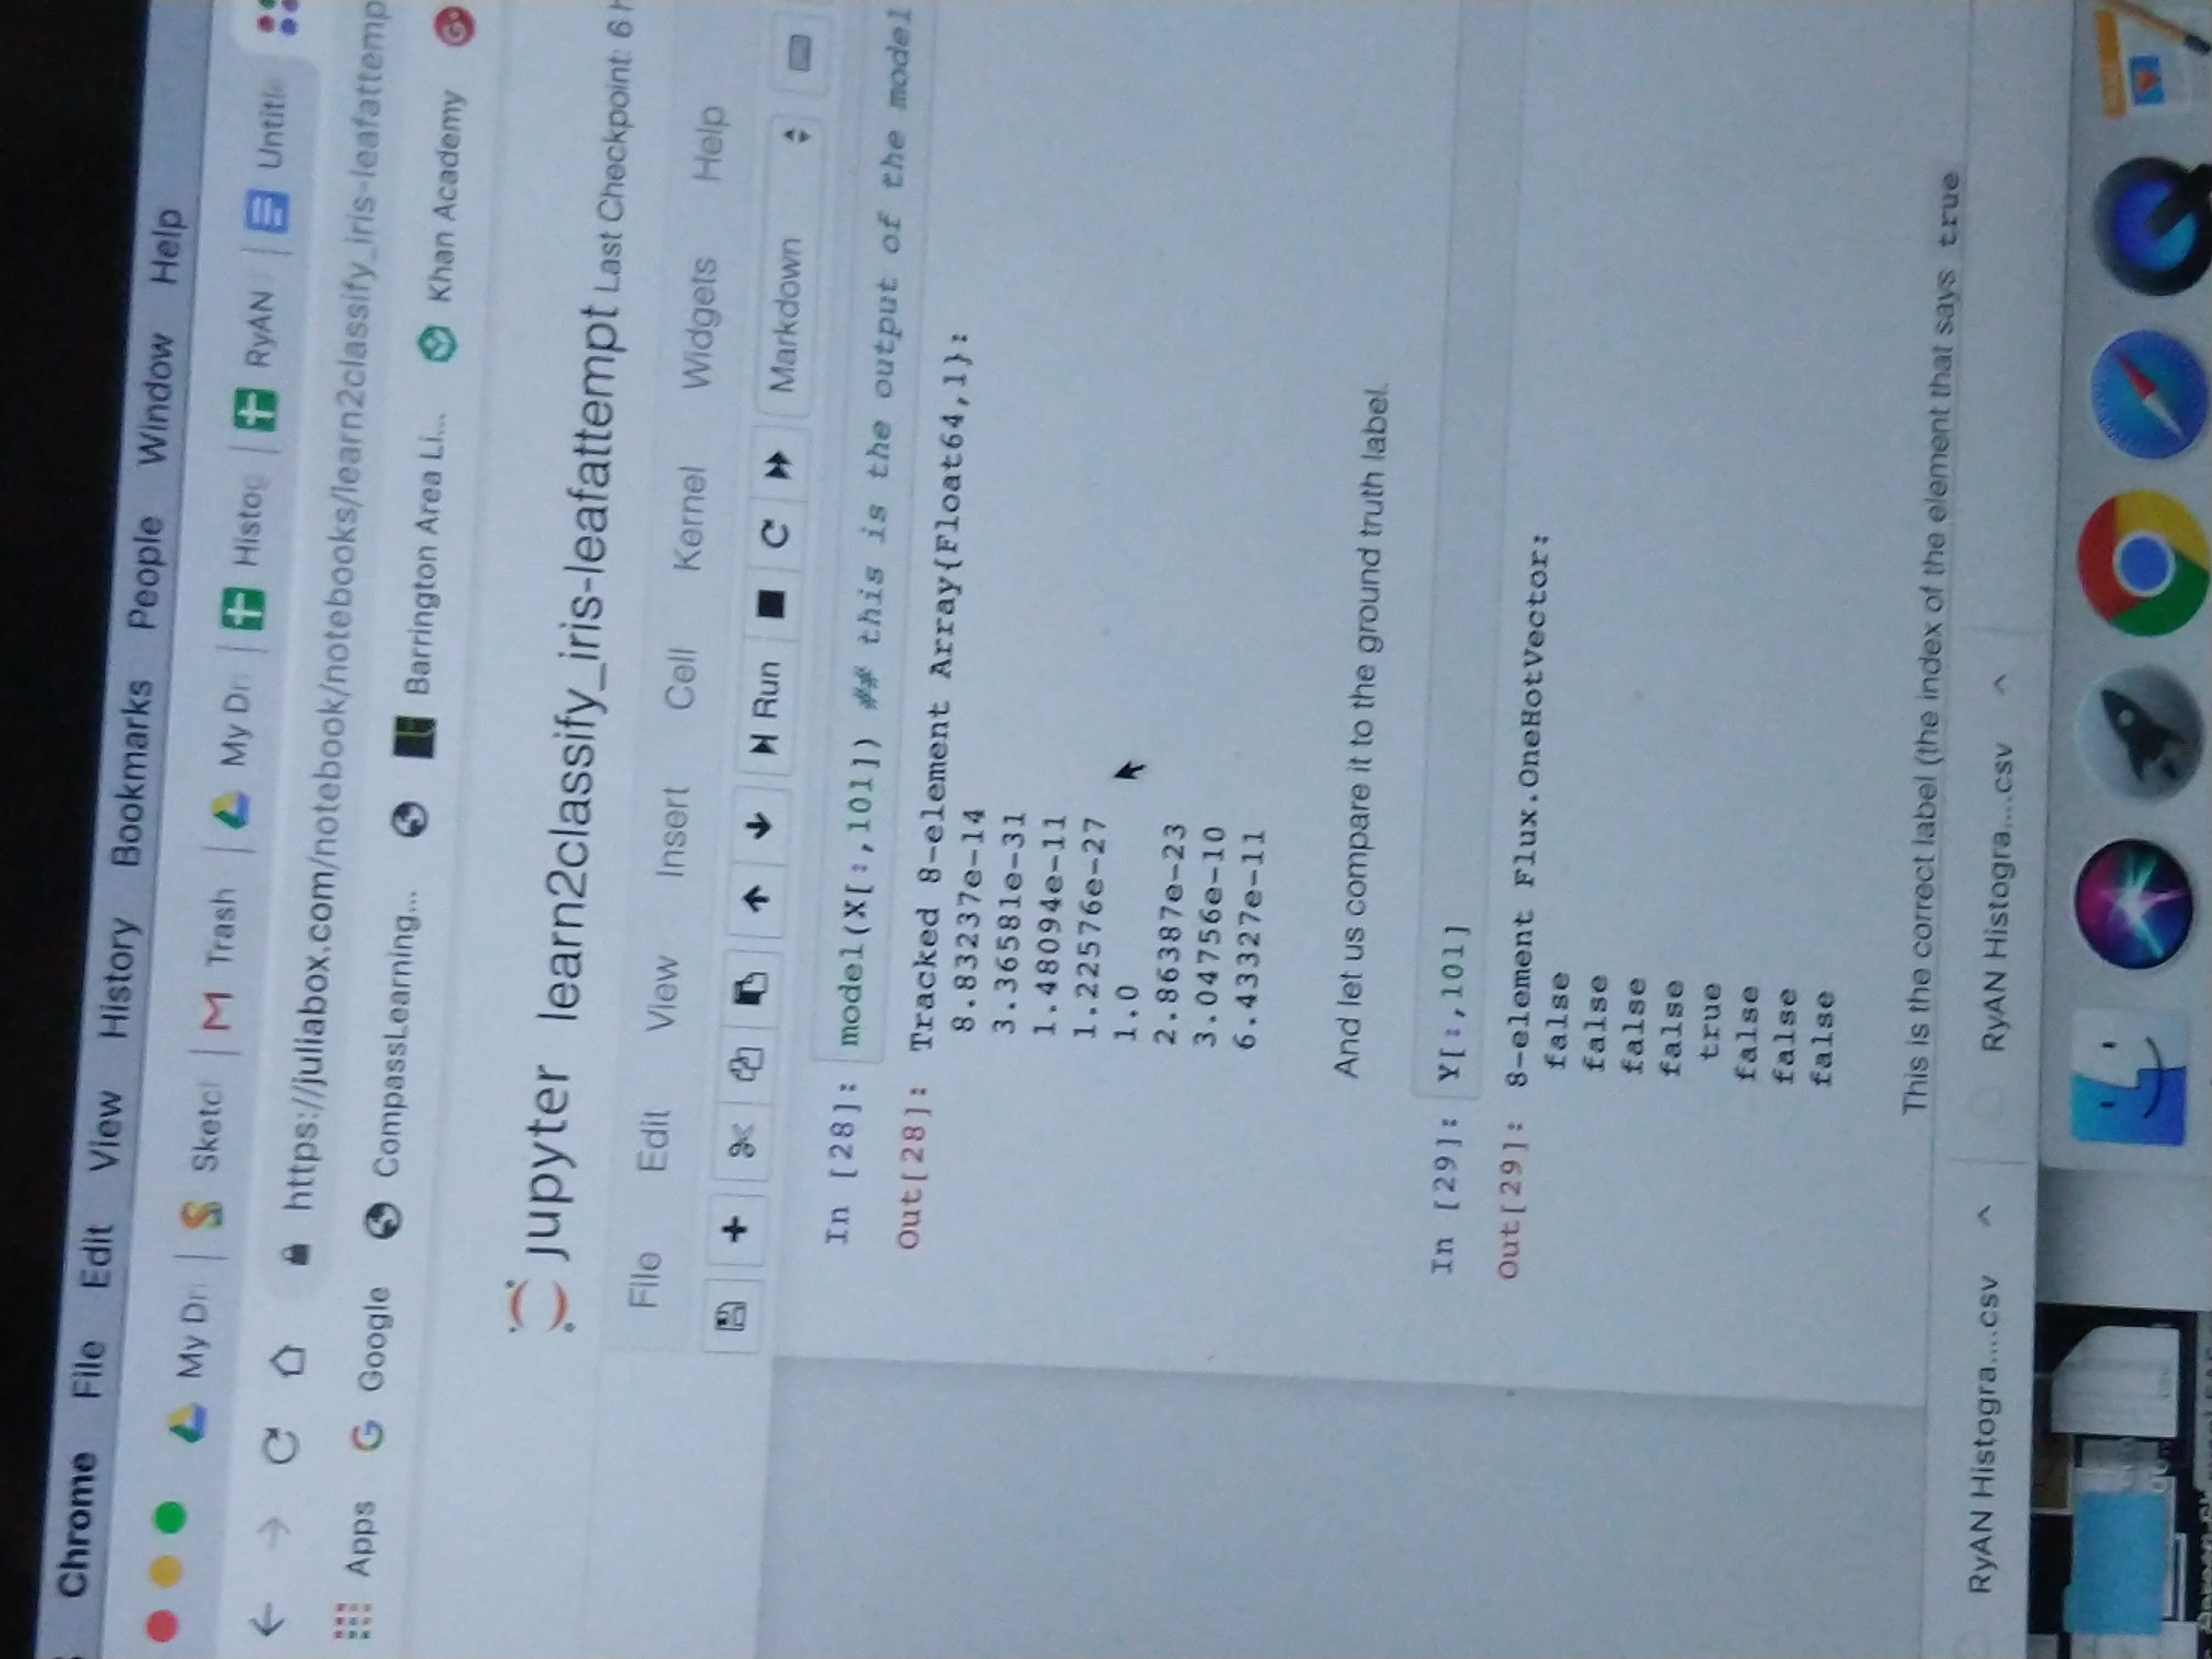 Chrome File Edit View History Bookmarks People Window Help
My Dr Sketch Trash My Dr Histog RyAN Untitle
https://juliabox.com/notebook/notebooks/learn2classify_iris-leafattemp
Apps Google CompassLearning... Barrington Area Li... Khan Academy
jupyter learn2classify_iris-leafattempt Last Checkpoint: 6 h
File Edit View Insert Cell Kernel Widgets Help
Run Markdown
In [28]: model(X[:,101]) ## this is the output of the model
Out[28]: Tracked 8-element Array{Float64,1}:
8.83237e-14
3.36581e-31
1.48094e-11
1.22576e-27
1.0
2.86387e-23
3.04756e-10
6.43327e-11
And let us compare it to the ground truth label.
In [29]: Y[:,101]
Out[29]: 8-element Flux.OneHotVector:
false
false
false
false
true
false
false
false
This is the correct label (the index of the element that says true
RyAN Histogra....csv RyAN Histogra....csv